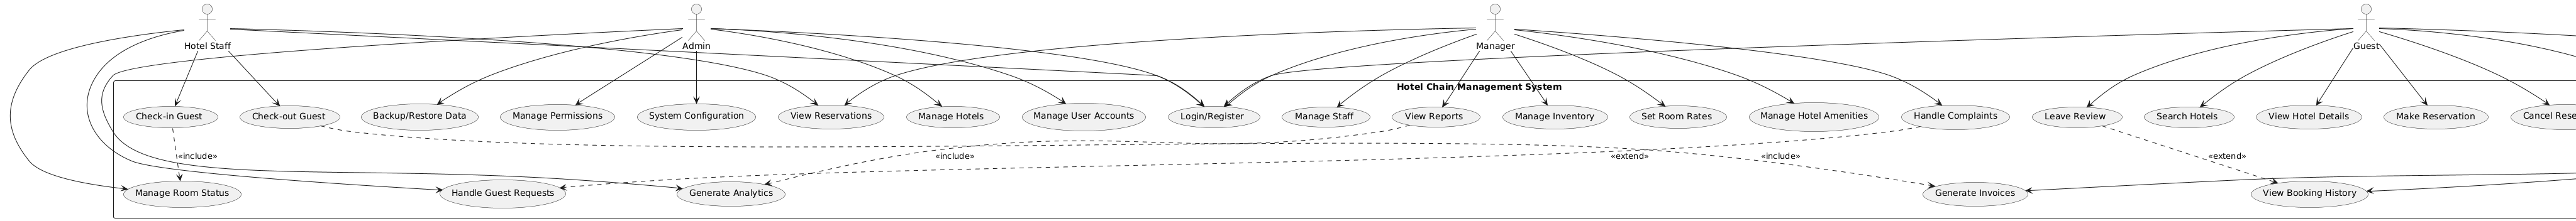 Hotel Staff
Admin
Manager
Guest
Hotel Chain Management System
Check-in Guest
Check-out Guest
Backup/Restore Data
Manage Permissions
System Configuration
View Reservations
Manage Hotels
Manage User Accounts
Login/Register
Manage Staff
View Reports
Manage Inventory
Set Room Rates
Manage Hotel Amenities
Handle Complaints
Leave Review
Search Hotels
View Hotel Details
Make Reservation
Cancel Rese
«include»
«include»
«extend»
«include»
«extend»
Manage Room Status
Handle Guest Requests
Generate Analytics
Generate Invoices
View Booking History